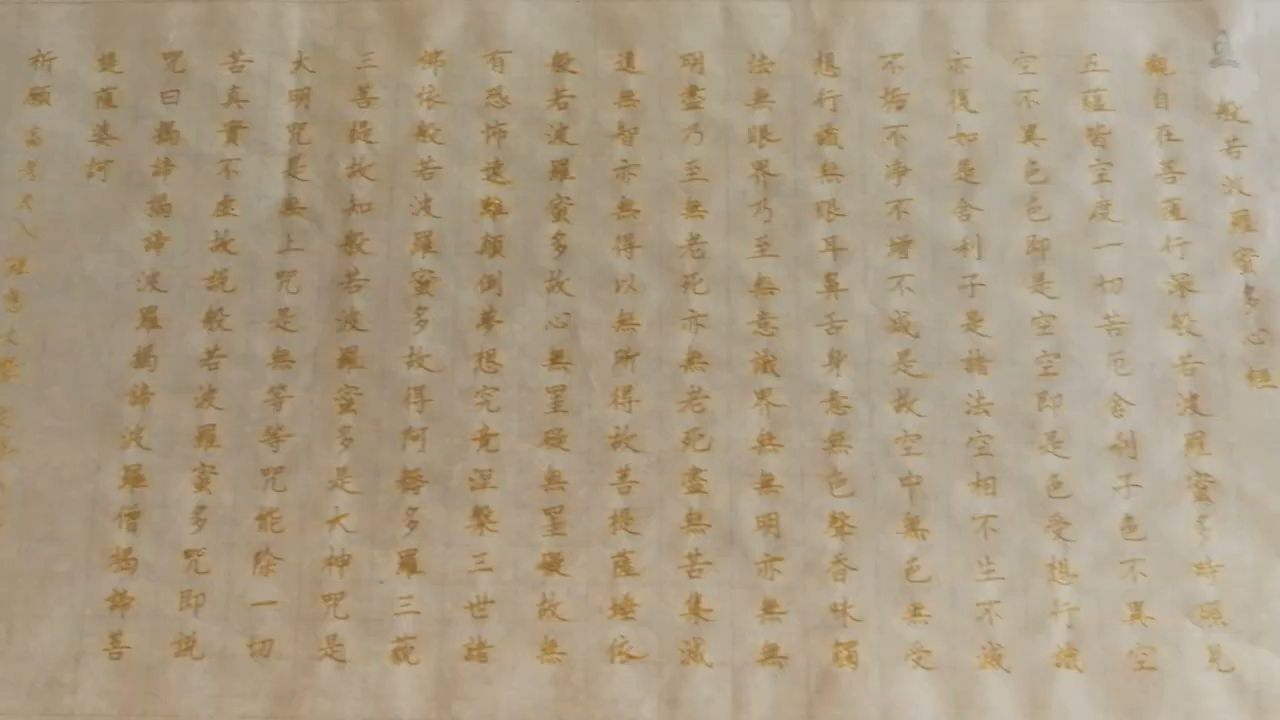 般若波羅蜜多心經
觀自在菩薩行深般若波羅蜜多時照見
五蘊皆空度一切苦厄舍利子色不異空
空不異色色即是空空即是色受想行識
亦復如是舍利子是諸法空相不生不滅
不垢不淨不增不減是故空中無色無受
想行識無眼耳鼻舌身意無色聲香味觸
法無眼界乃至無意識界無無明亦無無
明盡乃至無老死亦無老死盡無苦集滅
道無智亦無得以無所得故菩提薩埵依
般若波羅蜜多故心無罣礙無罣礙故無
有恐怖遠離顛倒夢想究竟涅槃三世諸
佛依般若波羅蜜多故得阿耨多羅三藐
三菩提故知般若波羅蜜多是大神咒是
大明咒是無上咒是無等等咒能除一切
苦真實不虛故說般若波羅蜜多咒即說
咒曰揭諦揭諦波羅揭諦波羅僧揭諦菩
提薩婆訶
祈願